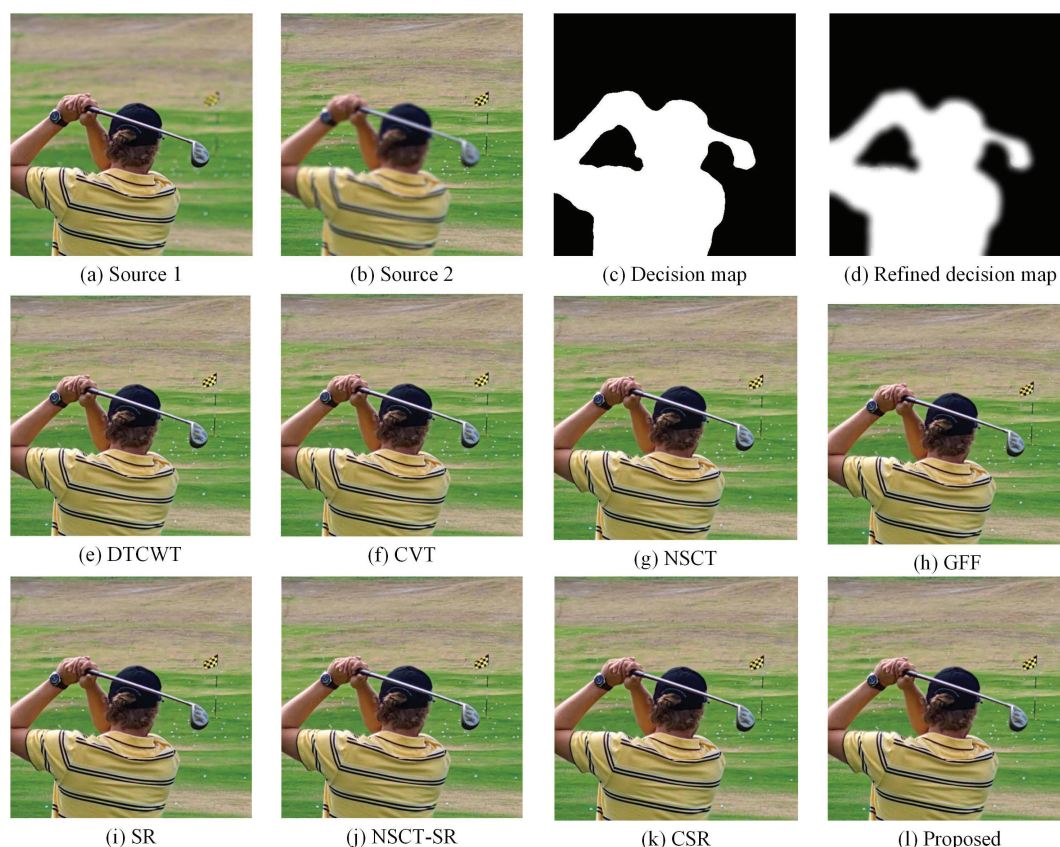 (a) Source 1
(b) Source 2
(c) Decision map
(d) Refined decision map
(e) DTCWT
(f) CVT
(g) NSCT
(h) GFF
(i) SR
(j) NSCT-SR
(k) CSR
(l) Proposed